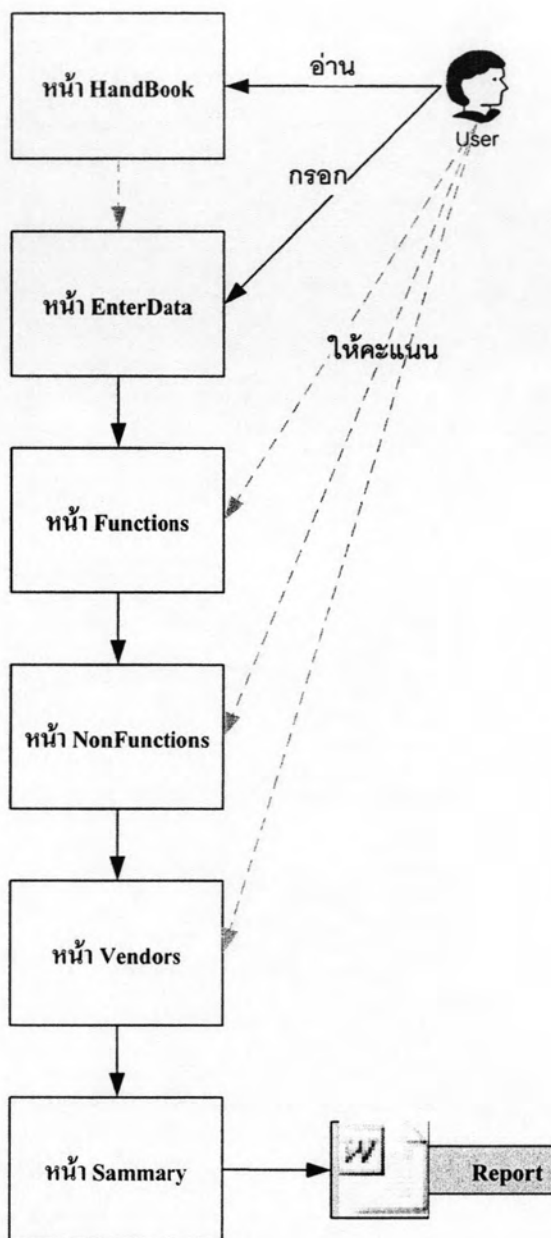 หน้า HandBook
อ่าน
User
กรอก
หน้า EnterData
ให้คะแนน
หน้า Functions
หน้า NonFunctions
หน้า Vendors
หน้า Sammary
W
Report